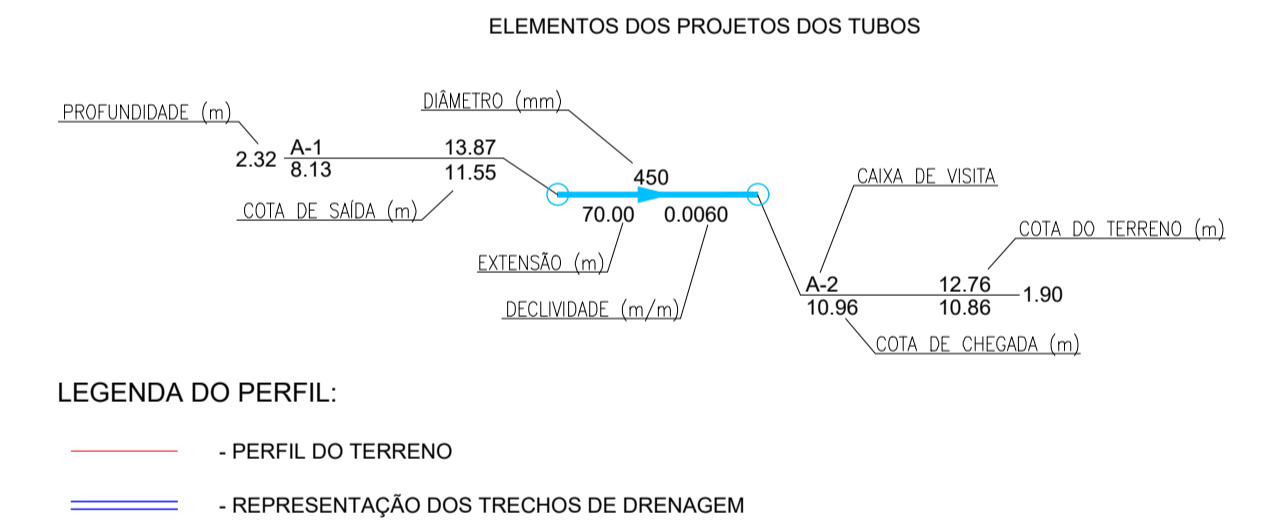 ELEMENTOS DOS PROJETOS DOS TUBOS
PROFUNDIDADE (m)
DIÂMETRO (mm)
2.32
A-1
13.87
8.13
11.55
COTA DE SAÍDA (m)
450
70.00
0.0060
EXTENSÃO (m)
DECLIVIDADE (m/m)
CAIXA DE VISITA
COTA DO TERRENO (m)
A-2
12.76
10.96
10.86
1.90
COTA DE CHEGADA (m)
LEGENDA DO PERFIL:
- PERFIL DO TERRENO
- REPRESENTAÇÃO DOS TRECHOS DE DRENAGEM